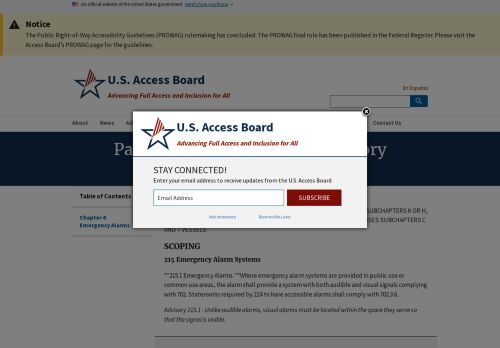 An official website of the United States government Here's how you know
Notice
The Public Right-of-Way Accessibility Guidelines (PROWAG) rulemaking has concluded. The PROWAG final rule has been published in the Federal Register. Please visit the
Access Board's PROWAG page for the guidelines.
U.S. Access Board
Advancing Full Access and Inclusion for All
En Español
About News Ad Contact Us
Pa ory
U.S. Access Board
Advancing Full Access and Inclusion for All
STAY CONNECTED!
Enter your email address to receive updates from the U.S. Access Board.
Email Address SUBSCRIBE
Not Interested Remind Me Later
Table of Contents
Chapter 4
Emergency Alarms
SUBCHAPTERS K OR H,
SES SUBCHAPTERS C
AND T VESSELS.
SCOPING
215 Emergency Alarm Systems
**215.1 Emergency Alarms. **Where emergency alarm systems are provided in public use or
common use areas, the alarm shall provide a system with both audible and visual signals complying
with 702. Staterooms required by 224 to have accessible alarms shall comply with 702.3.6.
Advisory 215.1 - Unlike audible alarms, visual alarms must be located within the space they serve so
that the signal is visible.